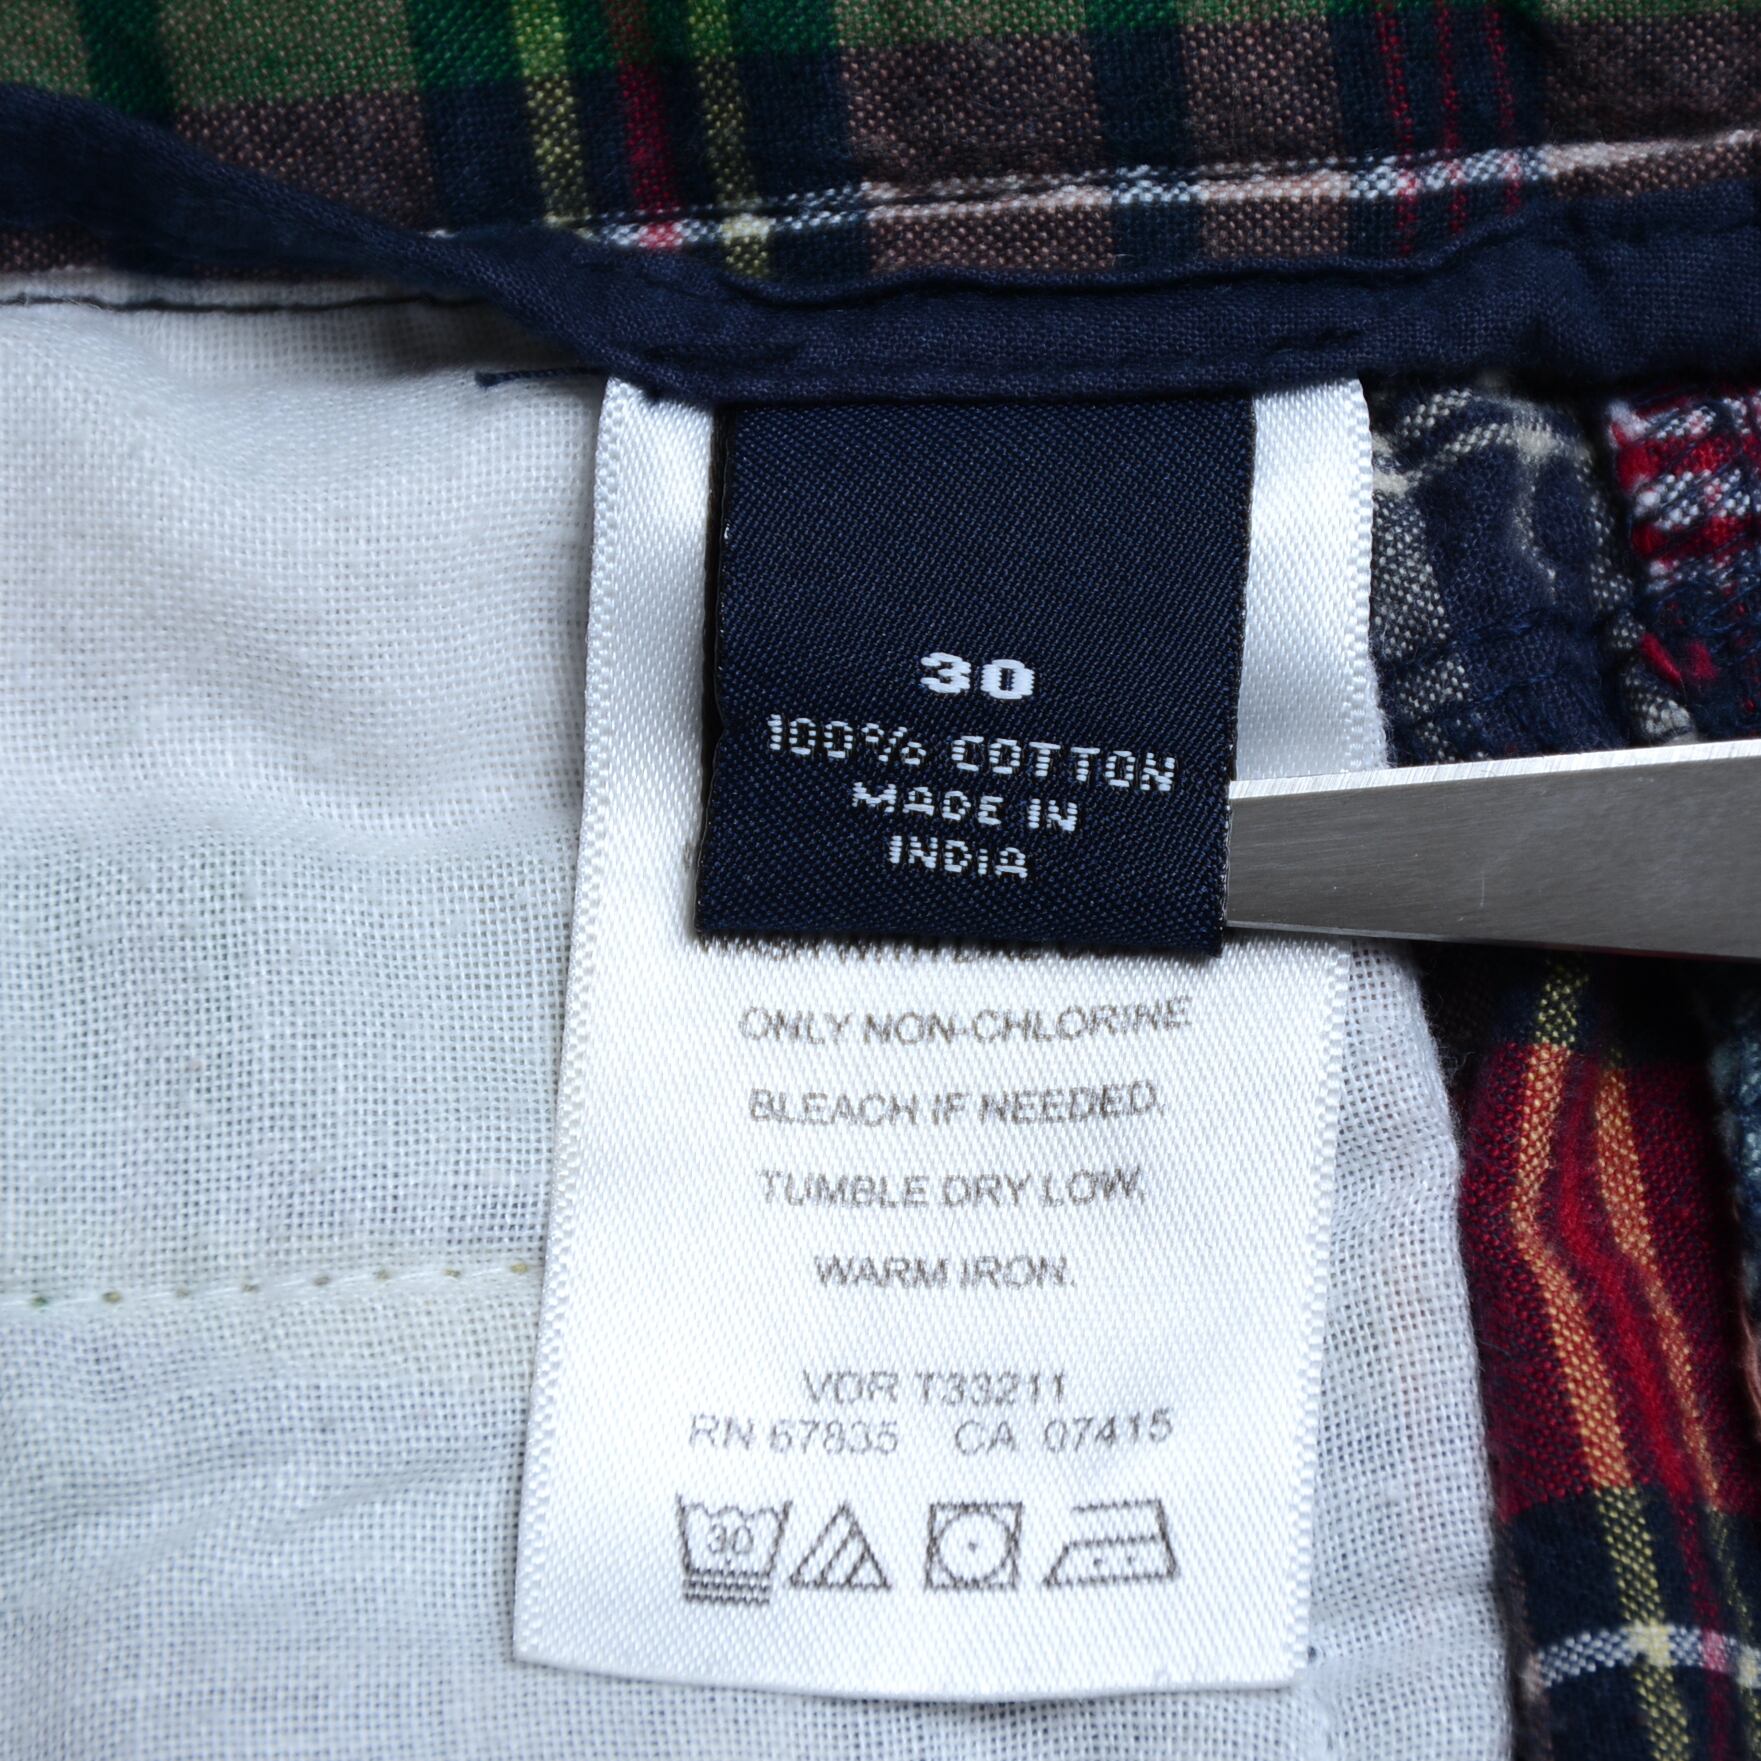 30
100% COTTON
MADE IN
INDIA
ONLY NON-CHLORINE
BLEACH IF NEEDED.
TUMBLE DRY LOW,
WARM IRON.
VDR T33211
RN 67835 CA 07415
30